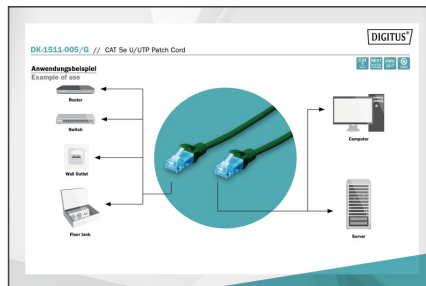 DIGITUS®
DK-1511-005/G // CAT 5e U/UTP Patch Cord
Anwendungsbeispiel
Example of use
Router
Switch
Wall Outlet
Floor tank
Computer
Server